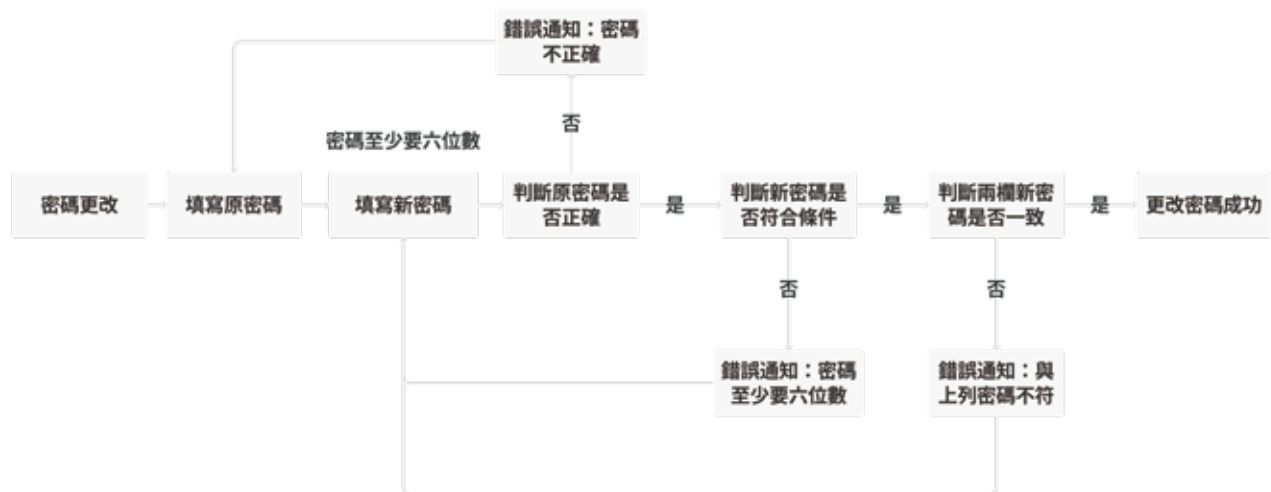 錯誤通知：密碼
不正確
否
密碼至少要六位數
密碼更改
填寫原密碼
填寫新密碼
判斷原密碼是
否正確
是
判斷新密碼是
否符合條件
是
判斷兩欄新密
碼是否一致
是
更改密碼成功
否
否
錯誤通知：密碼
至少要六位數
錯誤通知：與
上列密碼不符